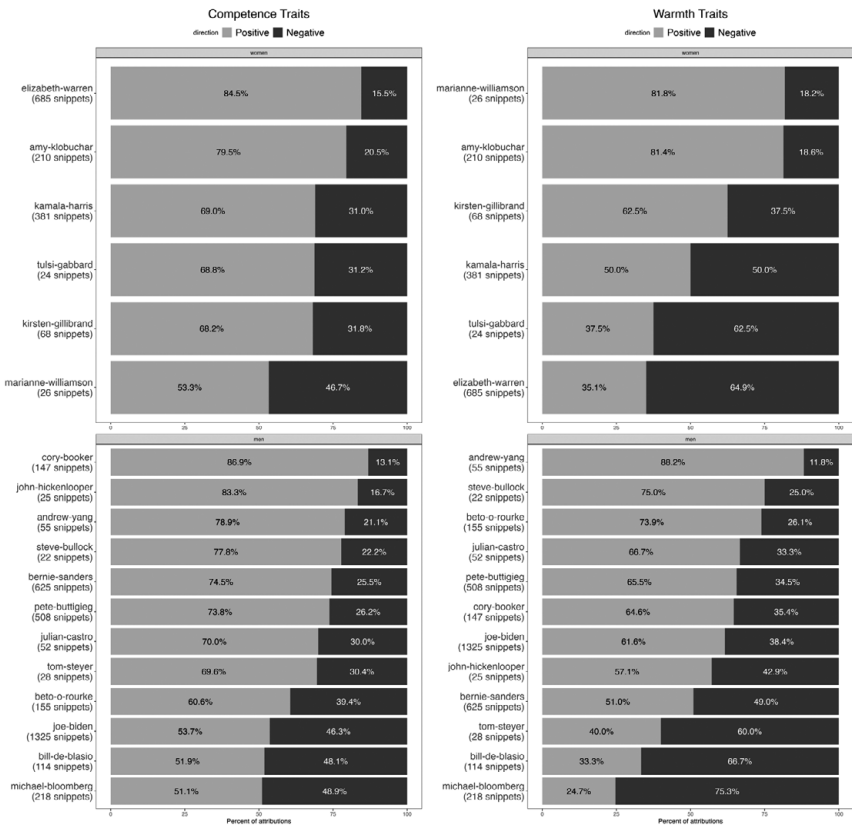 Competence Traits
direction Positive Negative
women
elizabeth-warren
(685 snippets)
84.5% 15.5%
amy-klobuchar
(210 snippets)
79.5% 20.5%
kamala-harris
(381 snippets)
69.0% 31.0%
tulsi-gabbard
(24 snippets)
68.8% 31.2%
kirsten-gillibrand
(68 snippets)
68.2% 31.8%
marianne-williamson
(26 snippets)
53.3% 46.7%
0 25 50 75 100
men
cory-booker
(147 snippets)
86.9% 13.1%
john-hickenlooper
(25 snippets)
83.3% 16.7%
andrew-yang
(55 snippets)
78.9% 21.1%
steve-bullock
(22 snippets)
77.8% 22.2%
bernie-sanders
(625 snippets)
74.5% 25.5%
pete-buttigieg
(508 snippets)
73.8% 26.2%
julian-castro
(52 snippets)
70.0% 30.0%
tom-steyer
(28 snippets)
69.6% 30.4%
beto-o-rourke
(155 snippets)
60.6% 39.4%
joe-biden
(1325 snippets)
53.7% 46.3%
bill-de-blasio
(114 snippets)
51.9% 48.1%
michael-bloomberg
(218 snippets)
51.1% 48.9%
0 25 50 75 100
Percent of attributions
Warmth Traits
direction Positive Negative
women
marianne-williamson
(26 snippets)
81.8% 18.2%
amy-klobuchar
(210 snippets)
81.4% 18.6%
kirsten-gillibrand
(68 snippets)
62.5% 37.5%
kamala-harris
(381 snippets)
50.0% 50.0%
tulsi-gabbard
(24 snippets)
37.5% 62.5%
elizabeth-warren
(685 snippets)
35.1% 64.9%
0 25 50 75 100
men
andrew-yang
(55 snippets)
88.2% 11.8%
steve-bullock
(22 snippets)
75.0% 25.0%
beto-o-rourke
(155 snippets)
73.9% 26.1%
julian-castro
(52 snippets)
66.7% 33.3%
pete-buttigieg
(508 snippets)
65.5% 34.5%
cory-booker
(147 snippets)
64.6% 35.4%
joe-biden
(1325 snippets)
61.6% 38.4%
john-hickenlooper
(25 snippets)
57.1% 42.9%
bernie-sanders
(625 snippets)
51.0% 49.0%
tom-steyer
(28 snippets)
40.0% 60.0%
bill-de-blasio
(114 snippets)
33.3% 66.7%
michael-bloomberg
(218 snippets)
24.7% 75.3%
0 25 50 75 100
Percent of attributions